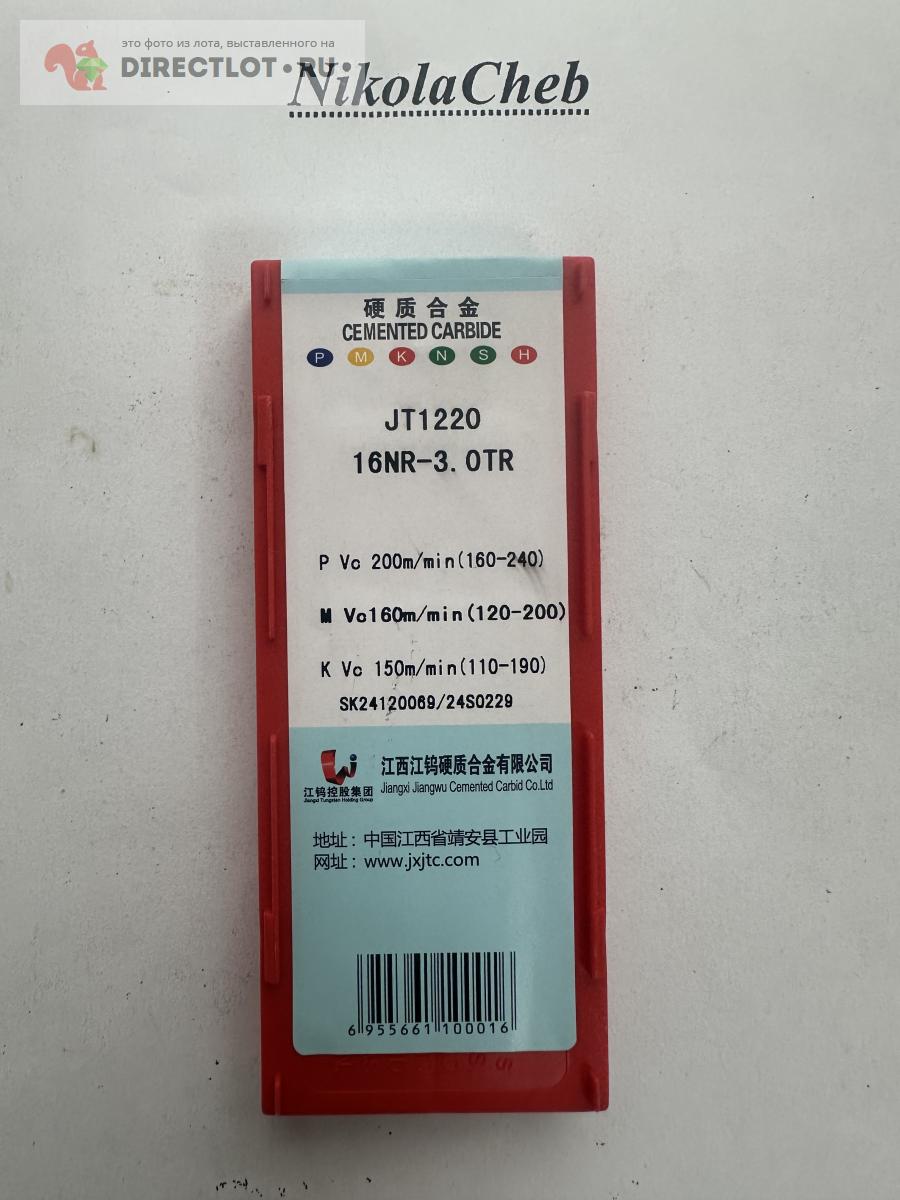 это фото из лота, выставленного на
DIRECTLOT.RU
NikolaCheb
硬质合金
CEMENTED CARBIDE
P M K N S H
JT1220
16NR-3.0TR
P Vc 200m/min(160-240)
M Vc160m/min(120-200)
K Vc 150m/min(110-190)
SK24120069/24S0229
江西江钨硬质合金有限公司
江钨控股集团 Jiangxi Jiangwu Cemented Carbid Co.Ltd
Jiangxi Tungsten Holding Group
地址：中国江西省靖安县工业园
网址：www.jxjtc.com
6 955661 100016